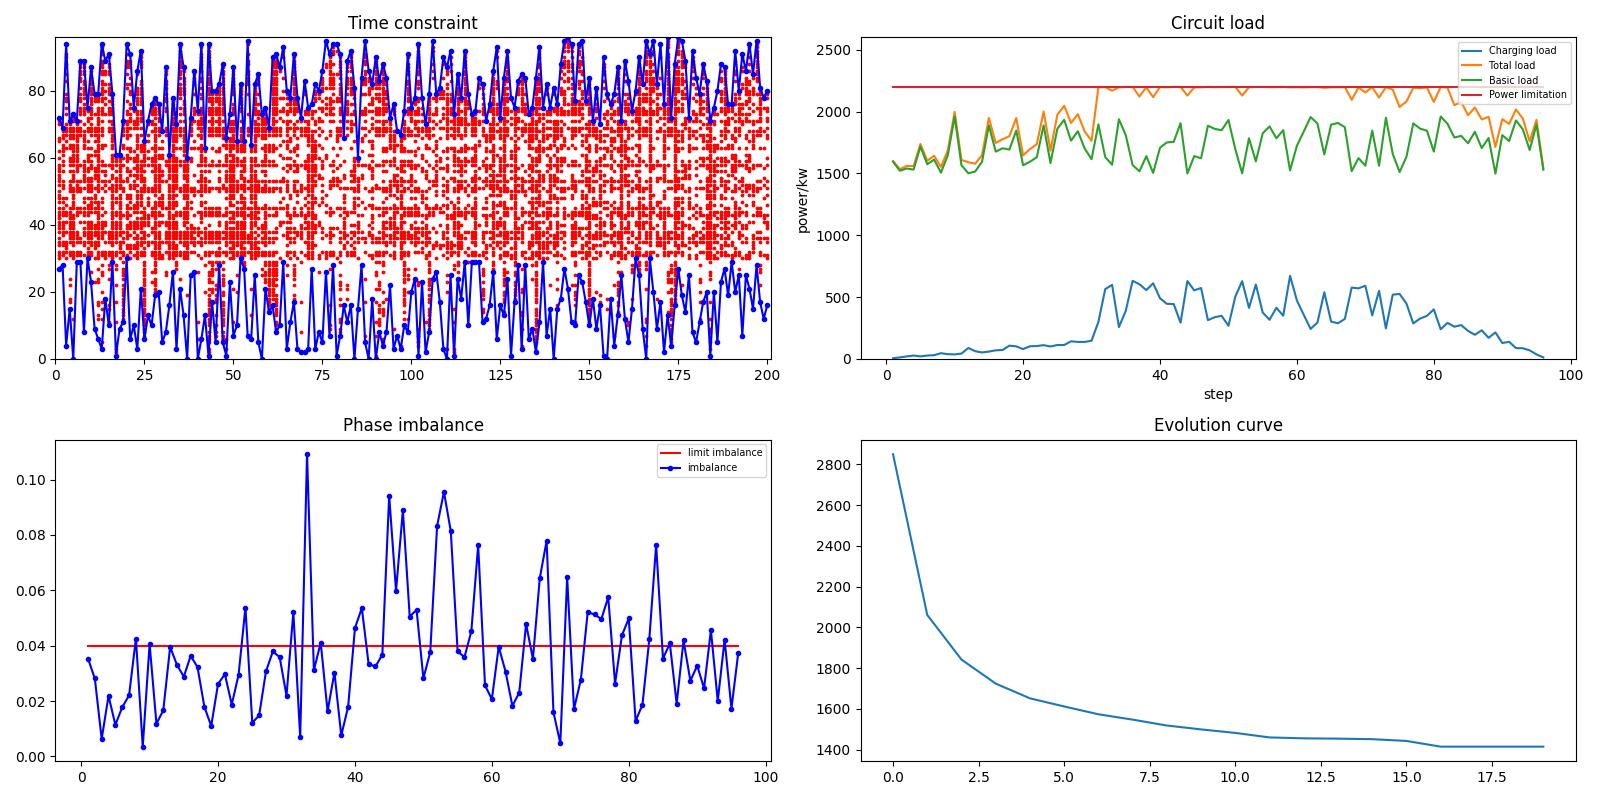 Time constraint
80
60
40
20
0
0 25 50 75 100 125 150 175 200
Circuit load
power/kw
2500
2000
1500
1000
500
0
0 20 40 60 80 100
step
Charging load
Total load
Basic load
Power limitation
Phase imbalance
0.10
0.08
0.06
0.04
0.02
0.00
0 20 40 60 80 100
limit imbalance
imbalance
Evolution curve
2800
2600
2400
2200
2000
1800
1600
1400
0.0 2.5 5.0 7.5 10.0 12.5 15.0 17.5